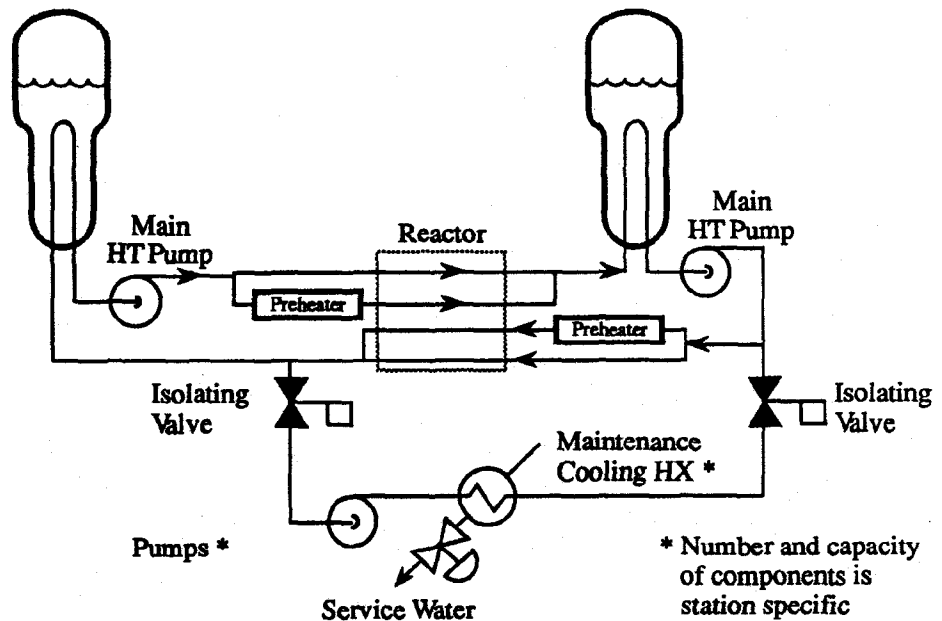 Main
HT Pump
Reactor
Main
HT Pump
Preheater
Preheater
Isolating
Valve
Isolating
Valve
Maintenance
Cooling HX *
Pumps *
* Number and capacity
of components is
station specific
Service Water